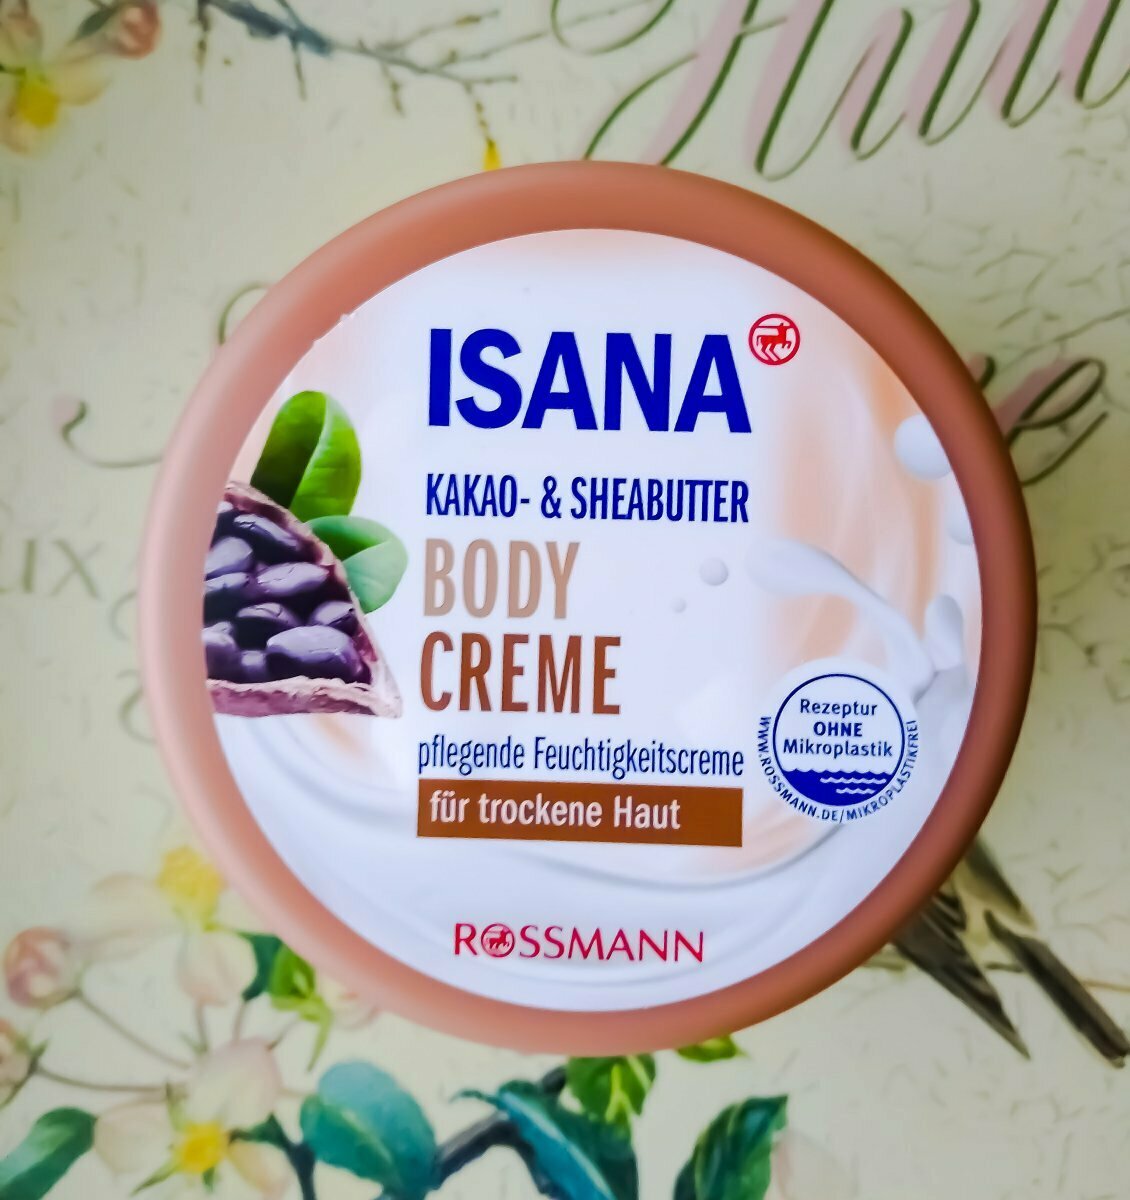 ISANA
KAKAO- & SHEABUTTER
BODY
CREME
pflegende Feuchtigkeitscreme
für trockene Haut
Rezeptur
OHNE
Mikroplastik
WWW.ROSSMANN.DE/MIKROPLASTIKFREI
ROSSMANN